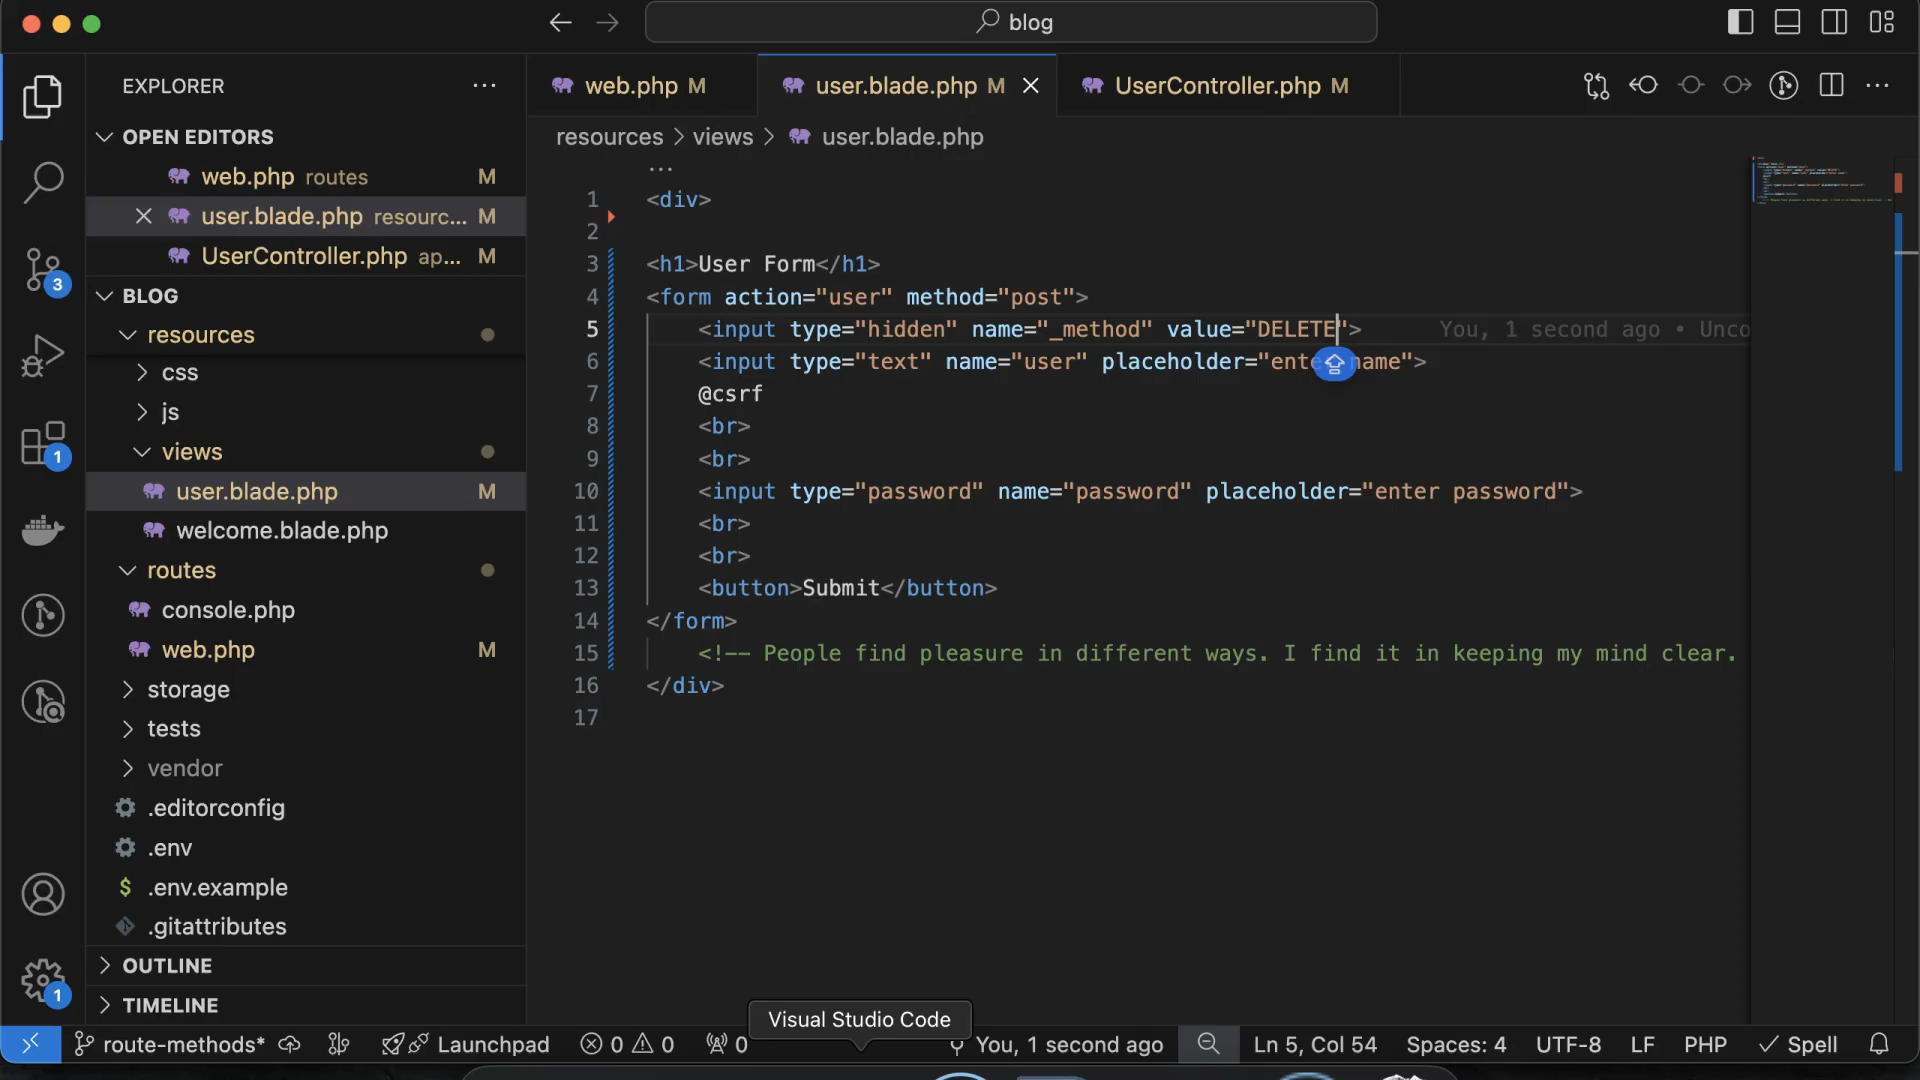 blog
EXPLORER
OPEN EDITORS
web.php routes M
user.blade.php resourc... M
UserController.php ap... M
BLOG
resources
css
js
views
user.blade.php M
welcome.blade.php
routes
console.php
web.php M
storage
tests
vendor
.editorconfig
.env
.env.example
.gitattributes
OUTLINE
TIMELINE
3
1
1
web.php M
user.blade.php M
UserController.php M
resources > views > user.blade.php
...
1 <div>
2
3 <h1>User Form</h1>
4 <form action="user" method="post">
5 <input type="hidden" name="_method" value="DELETE"> You, 1 second ago • Unco
6 <input type="text" name="user" placeholder="enter name">
7 @csrf
8 <br>
9 <br>
10 <input type="password" name="password" placeholder="enter password">
11 <br>
12 <br>
13 <button>Submit</button>
14 </form>
15 <!-- People find pleasure in different ways. I find it in keeping my mind clear.
16 </div>
17
Visual Studio Code
route-methods* Launchpad 0 0 0 You, 1 second ago Ln 5, Col 54 Spaces: 4 UTF-8 LF PHP Spell